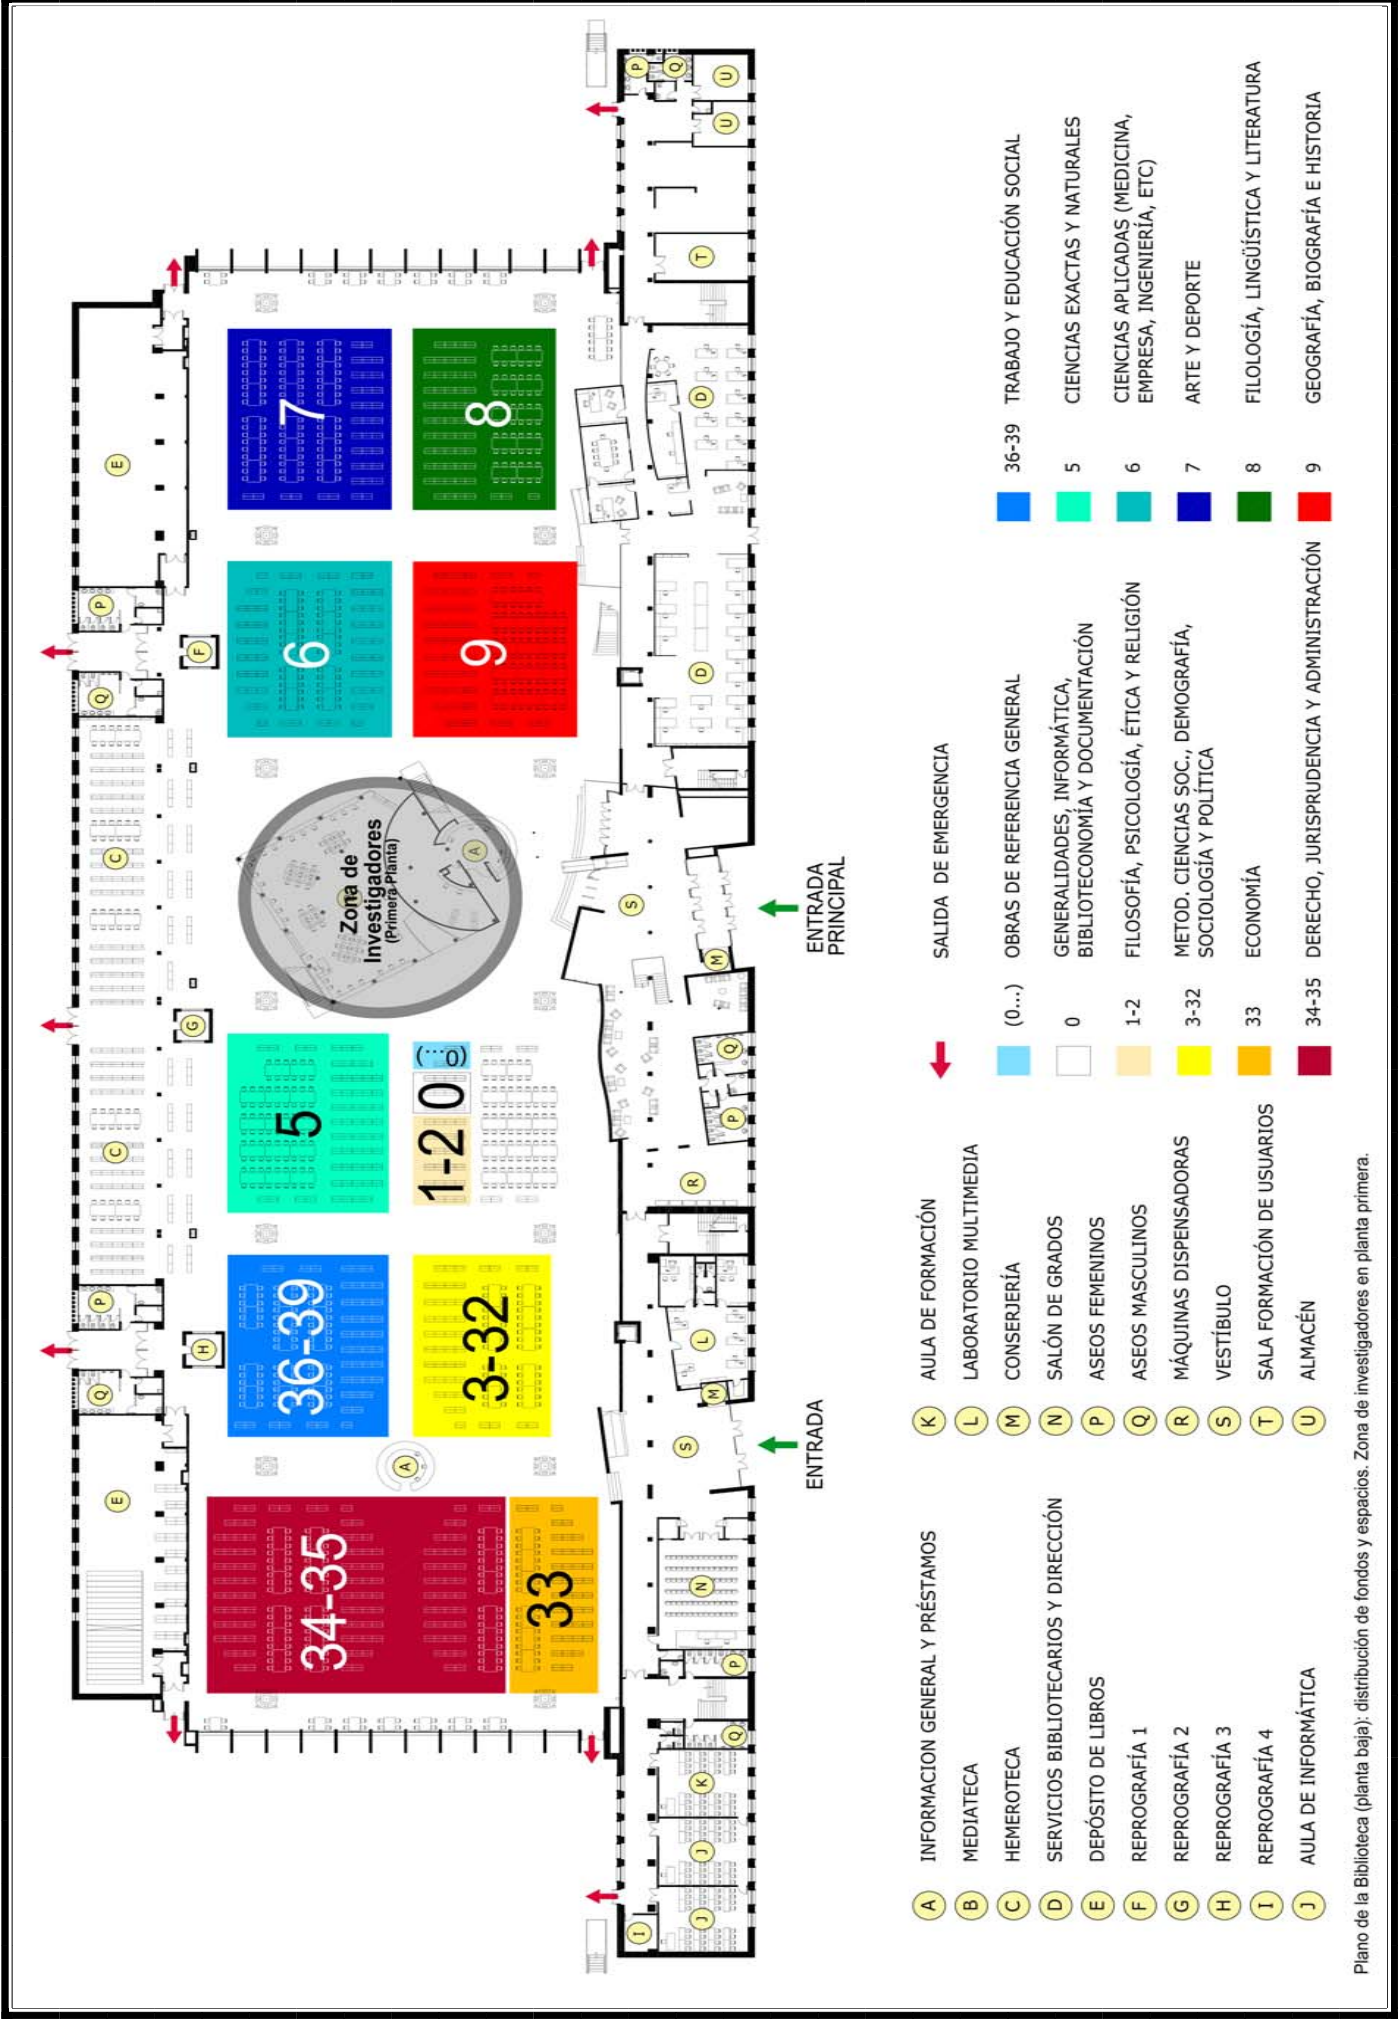 E
Q
P
C
C
Q
P
E
H
G
F
34-35
36-39
5
6
7
Zona de
Investigadores
(Primera Planta)
A
33
3-32
1-2
0
(...0)
A
9
8
I
S
P
Q
J
J
K
Q
P
N
S
M
L
R
P
Q
M
D
D
T
U
U
ENTRADA
ENTRADA
PRINCIPAL
A INFORMACION GENERAL Y PRÉSTAMOS
B MEDIATECA
C HEMEROTECA
D SERVICIOS BIBLIOTECARIOS Y DIRECCIÓN
E DEPÓSITO DE LIBROS
F REPROGRAFÍA 1
G REPROGRAFÍA 2
H REPROGRAFÍA 3
I REPROGRAFÍA 4
J AULA DE INFORMÁTICA
K AULA DE FORMACIÓN
L LABORATORIO MULTIMEDIA
M CONSERJERÍA
N SALÓN DE GRADOS
P ASEOS FEMENINOS
Q ASEOS MASCULINOS
R MÁQUINAS DISPENSADORAS
S VESTÍBULO
T SALA FORMACIÓN DE USUARIOS
U ALMACÉN
SALIDA DE EMERGENCIA
(0...) OBRAS DE REFERENCIA GENERAL
0 GENERALIDADES, INFORMÁTICA,
BIBLIOTECONOMÍA Y DOCUMENTACIÓN
1-2 FILOSOFÍA, PSICOLOGÍA, ÉTICA Y RELIGIÓN
3-32 METOD. CIENCIAS SOC., DEMOGRAFÍA,
SOCIOLOGÍA Y POLÍTICA
33 ECONOMÍA
34-35 DERECHO, JURISPRUDENCIA Y ADMINISTRACIÓN
36-39 TRABAJO Y EDUCACIÓN SOCIAL
5 CIENCIAS EXACTAS Y NATURALES
6 CIENCIAS APLICADAS (MEDICINA,
EMPRESA, INGENIERÍA, ETC)
7 ARTE Y DEPORTE
8 FILOLOGÍA, LINGÜÍSTICA Y LITERATURA
9 GEOGRAFÍA, BIOGRAFÍA E HISTORIA
Plano de la Biblioteca (planta baja): distribución de fondos y espacios. Zona de investigadores en planta primera.